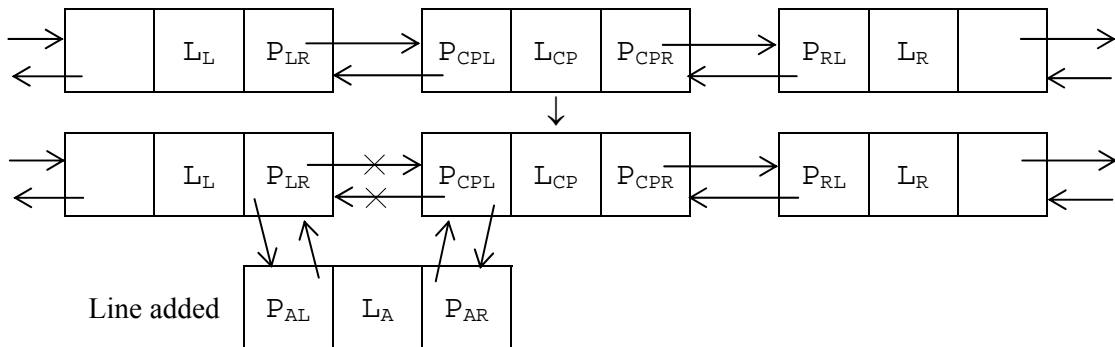 L_L P_LR P_CPL L_CP P_CPR P_RL L_R
L_L P_LR P_CPL L_CP P_CPR P_RL L_R
Line added P_AL L_A P_AR